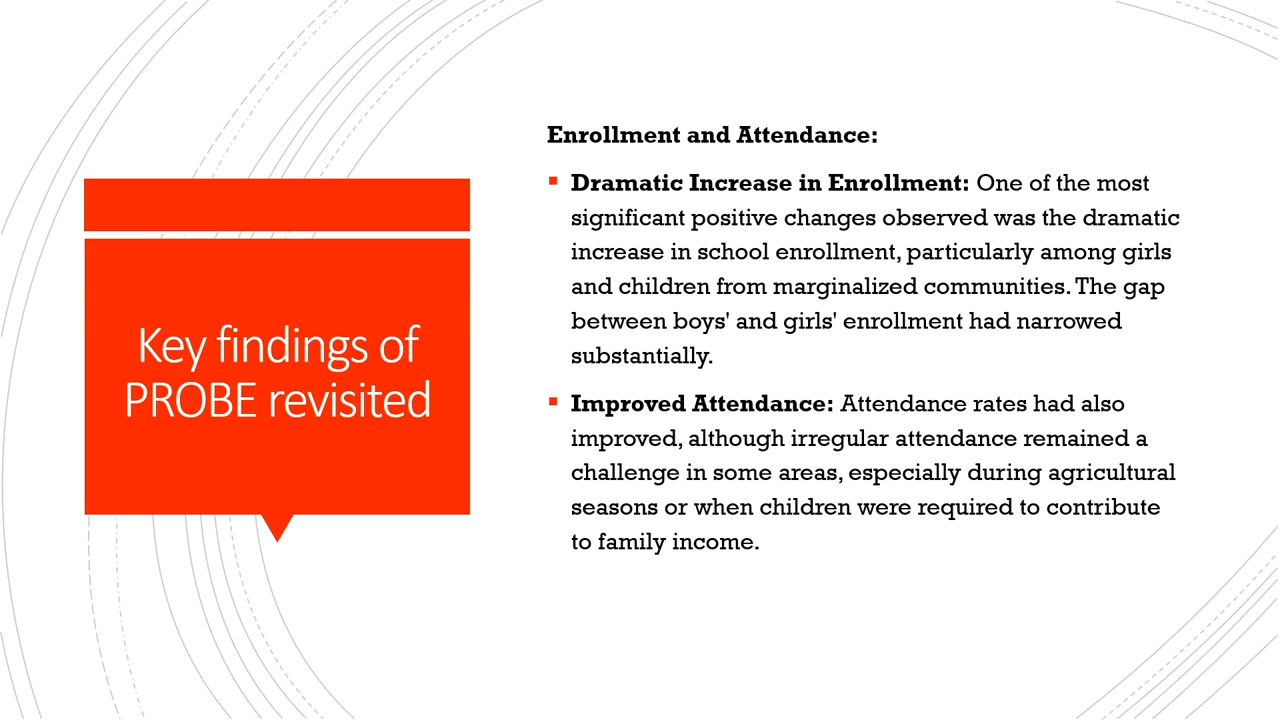 Key findings of
PROBE revisited
Enrollment and Attendance:
Dramatic Increase in Enrollment: One of the most
significant positive changes observed was the dramatic
increase in school enrollment, particularly among girls
and children from marginalized communities. The gap
between boys' and girls' enrollment had narrowed
substantially.
Improved Attendance: Attendance rates had also
improved, although irregular attendance remained a
challenge in some areas, especially during agricultural
seasons or when children were required to contribute
to family income.